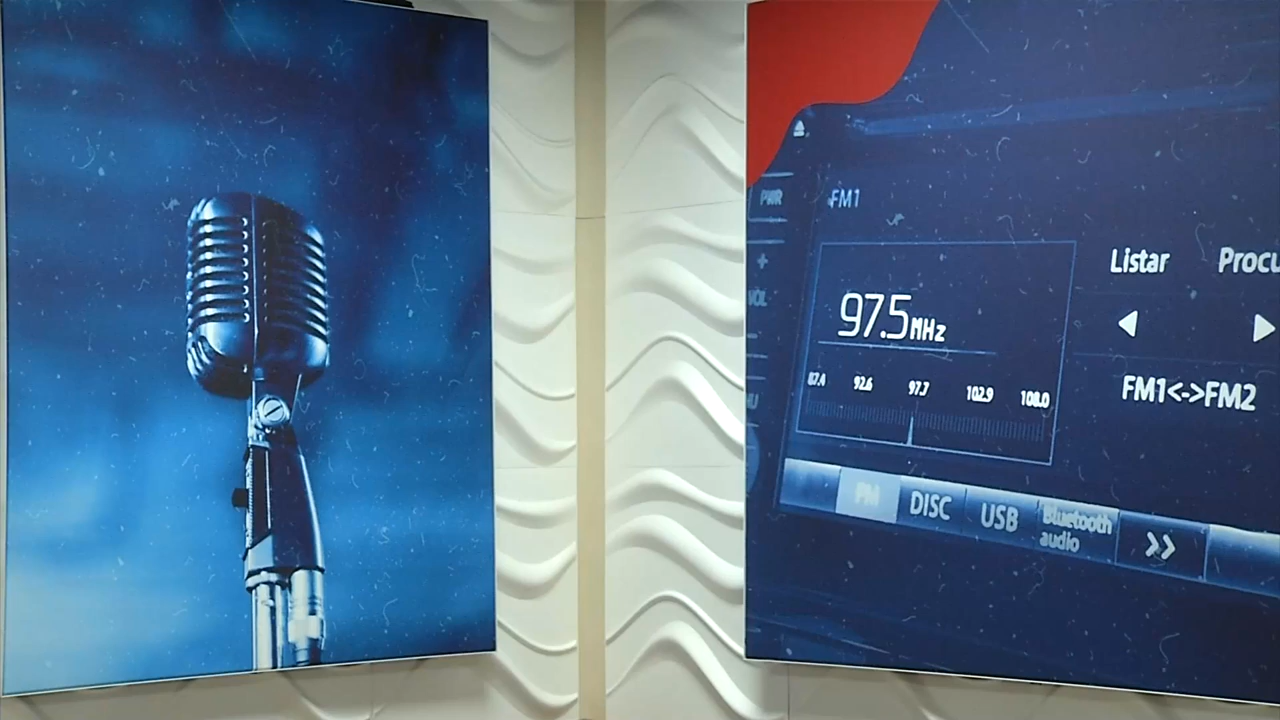 PWR
FM1
+
VOL
Listar
97.5MHz
FM1<->FM2
87.4 92.6 97.7 102.9 108.0
FM DISC USB Bluetooth
audio